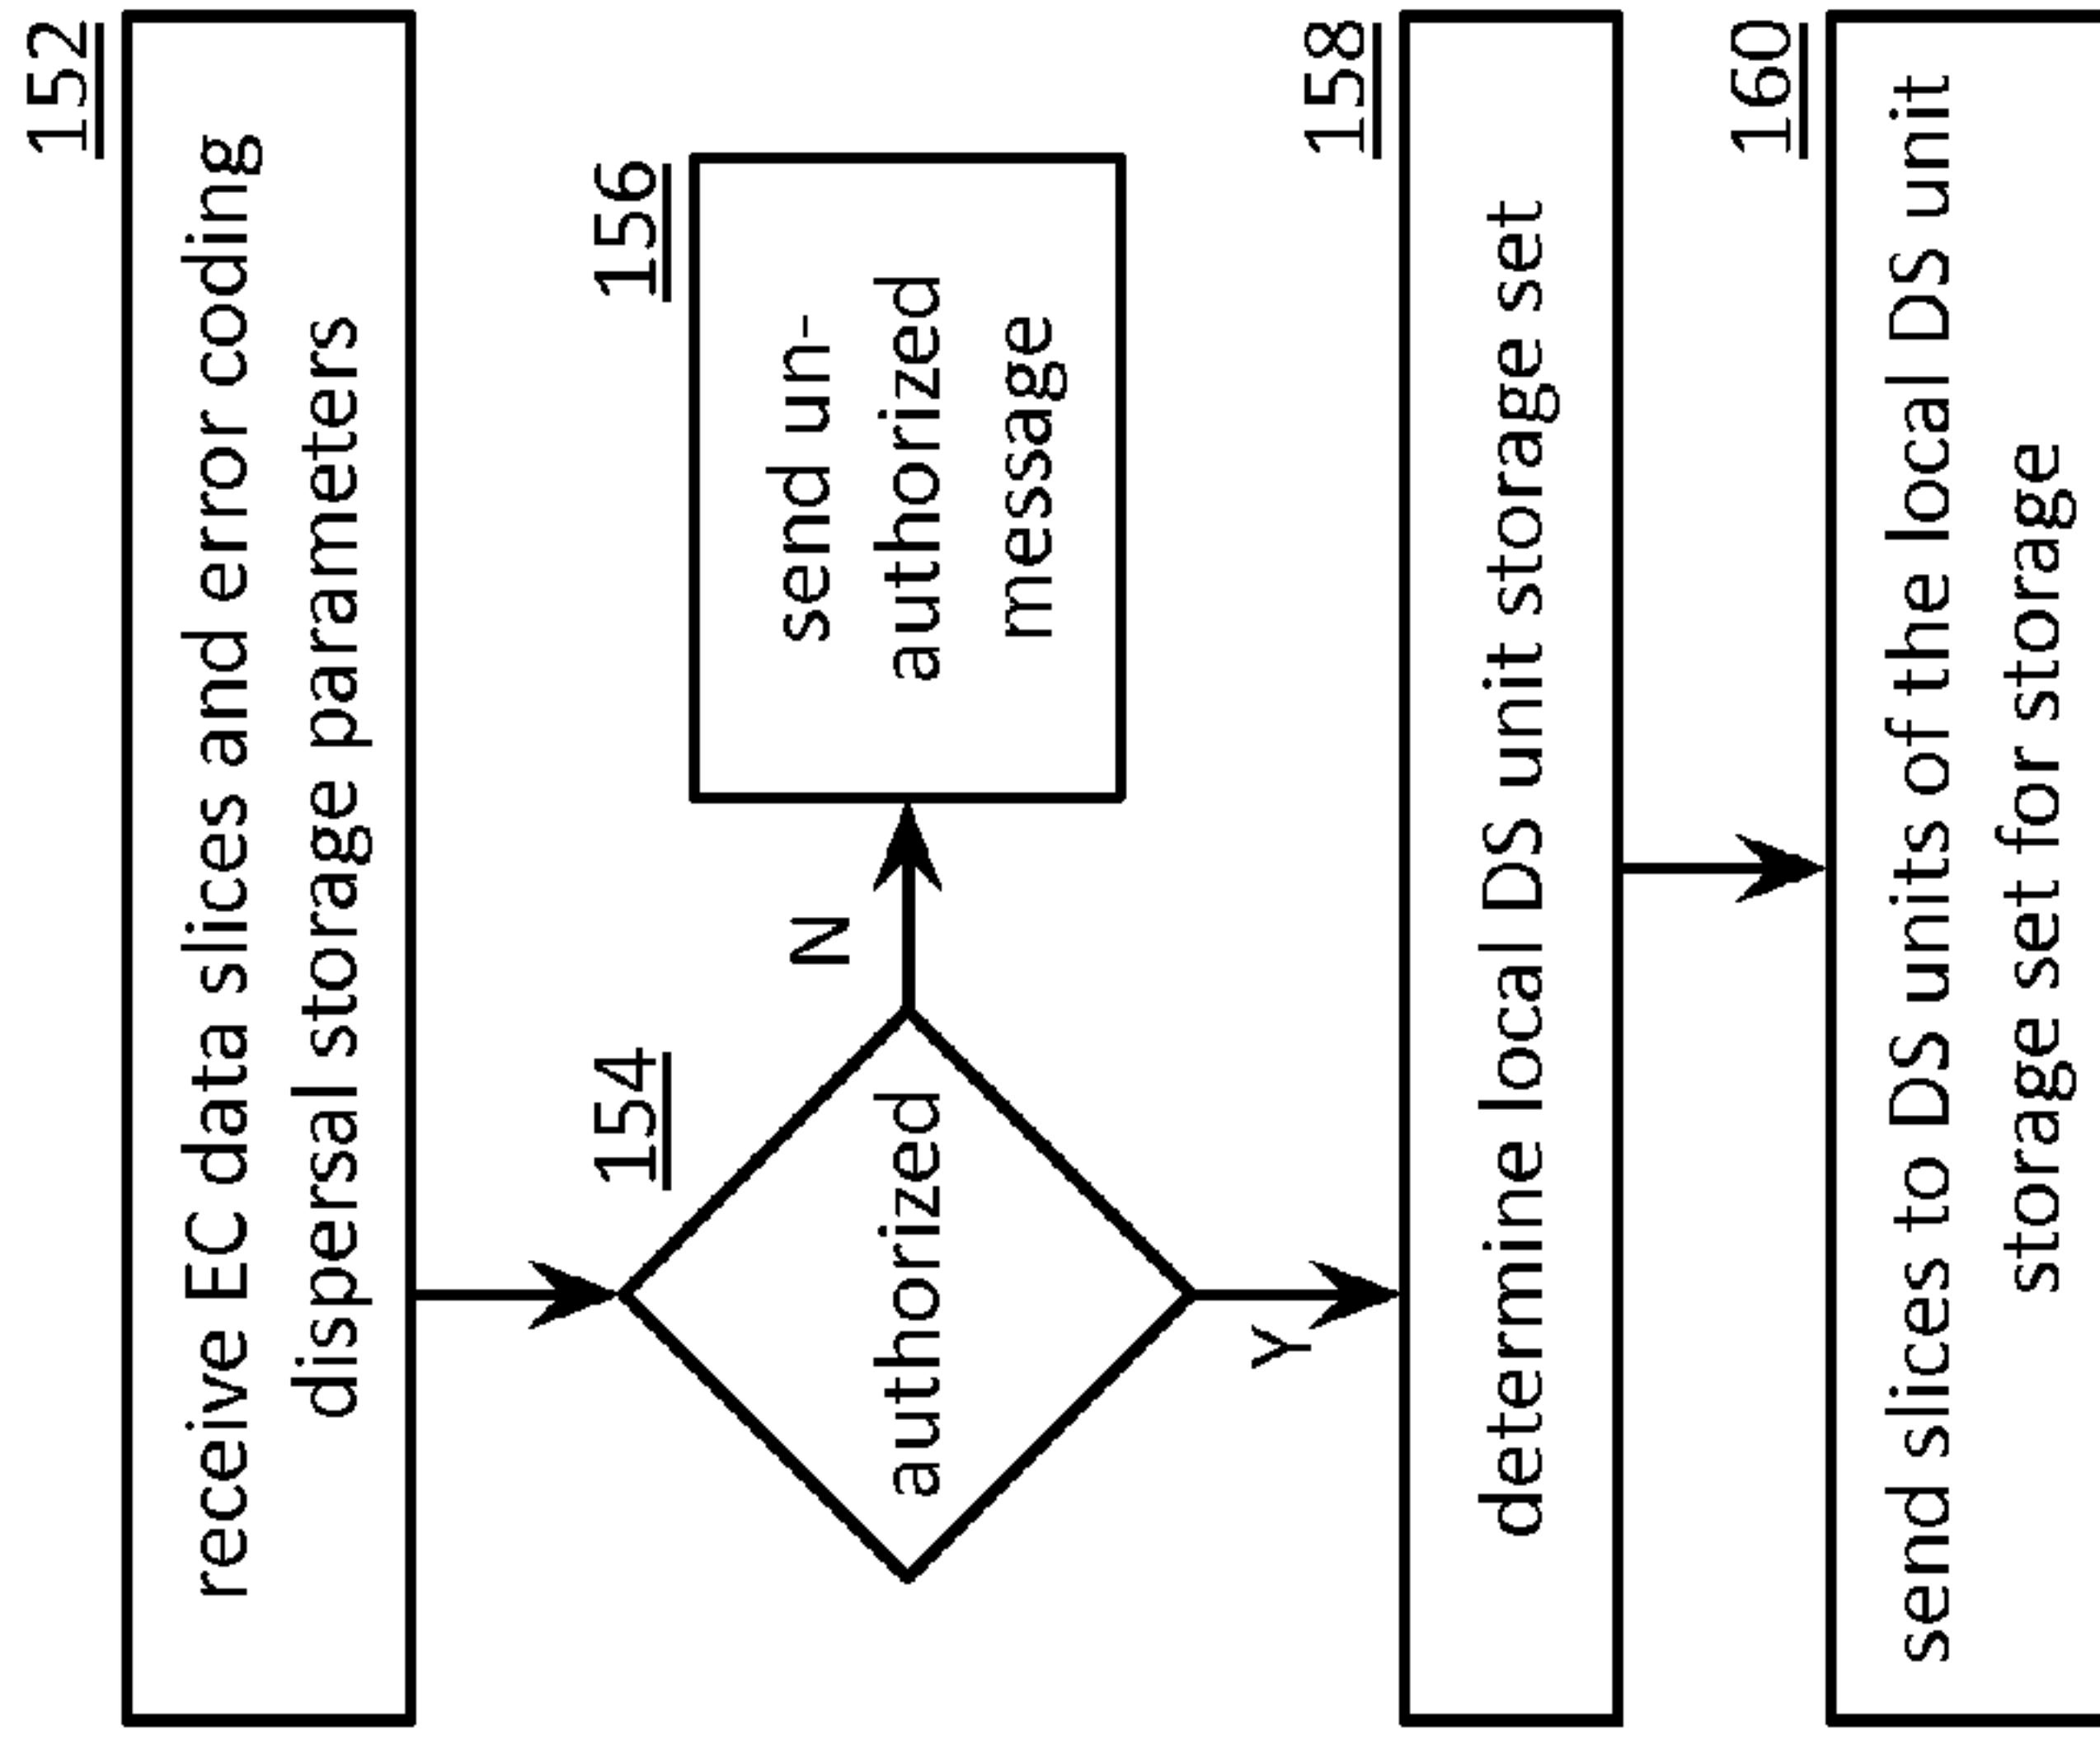 152
receive EC data slices and error coding
dispersal storage parameters
154
authorized
N
156
send un-
authorized
message
Y
158
determine local DS unit storage set
160
send slices to DS units of the local DS unit
storage set for storage